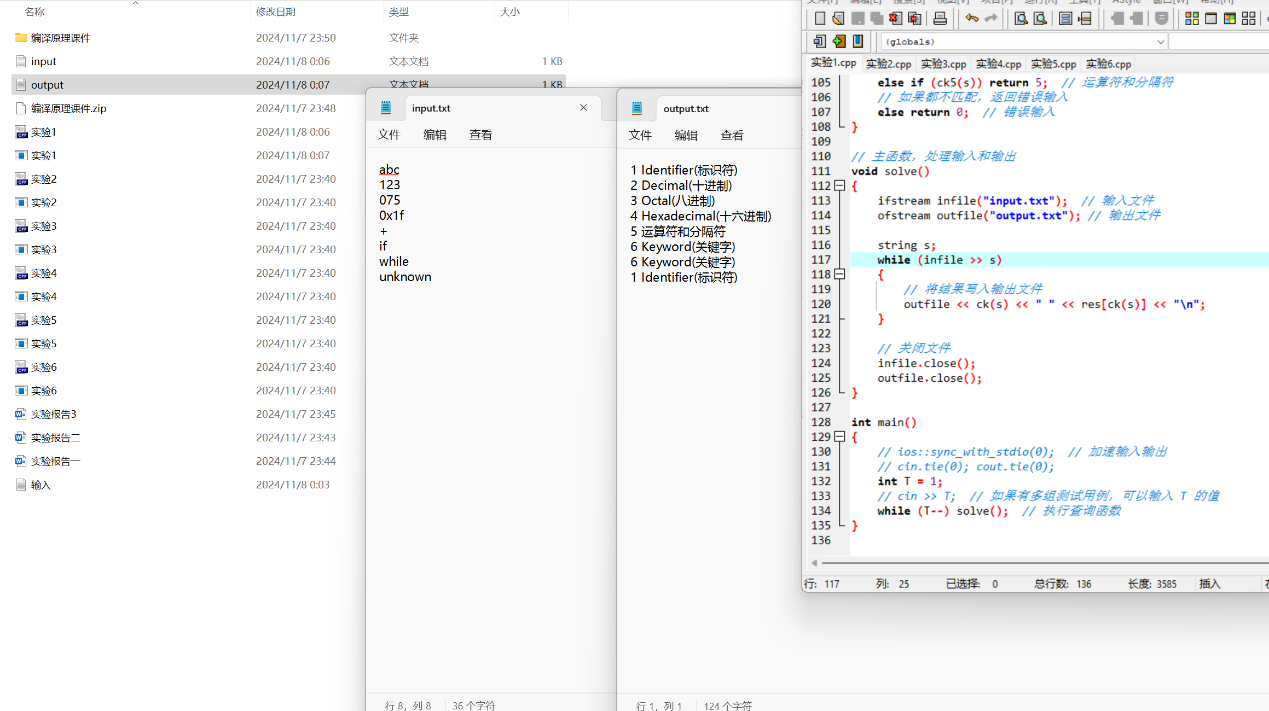 名称 修改日期 类型 大小
编译原理课件 2024/11/7 23:50 文件夹
input 2024/11/8 0:06 文本文档 1 KB
output 2024/11/8 0:07 文本文档 1 KB
编译原理课件.zip 2024/11/7 23:40
实验1 2024/11/8 0:06
实验1 2024/11/8 0:07
实验2 2024/11/7 23:40
实验2 2024/11/7 23:40
实验3 2024/11/7 23:40
实验3 2024/11/7 23:40
实验4 2024/11/7 23:40
实验4 2024/11/7 23:40
实验5 2024/11/7 23:40
实验5 2024/11/7 23:40
实验6 2024/11/7 23:40
实验6 2024/11/7 23:40
实验报告3 2024/11/7 23:45
实验报告二 2024/11/7 23:43
实验报告一 2024/11/7 23:44
输入 2024/11/8 0:03
input.txt
文件 编辑 查看
abc
123
075
0x1f
+
if
while
unknown
行 8，列 8 36 个字符
output.txt
文件 编辑 查看
1 Identifier(标识符)
2 Decimal(十进制)
3 Octal(八进制)
4 Hexadecimal(十六进制)
5 运算符和分隔符
6 Keyword(关键字)
6 Keyword(关键字)
1 Identifier(标识符)
行 1，列 1 124 个字符
(globals)
实验1.cpp 实验2.cpp 实验3.cpp 实验4.cpp 实验5.cpp 实验6.cpp
105 else if (ck5(s)) return 5; // 运算符和分隔符
106 // 如果都不匹配，返回错误输入
107 else return 0; // 错误输入
108 }
109
110 // 主函数，处理输入和输出
111 void solve()
112 {
113 ifstream infile("input.txt"); // 输入文件
114 ofstream outfile("output.txt"); // 输出文件
115
116 string s;
117 while (infile >> s)
118 {
119 // 将结果写入输出文件
120 outfile << ck(s) << " " << res[ck(s)] << "\n";
121 }
122
123 // 关闭文件
124 infile.close();
125 outfile.close();
126 }
127
128 int main()
129 {
130 // ios::sync_with_stdio(0); // 加速输入输出
131 // cin.tie(0); cout.tie(0);
132 int T = 1;
133 // cin >> T; // 如果有多组测试用例，可以输入 T 的值
134 while (T--) solve(); // 执行查询函数
135 }
136
行: 117 列: 25 已选择: 0 总行数: 136 长度: 3585 插入